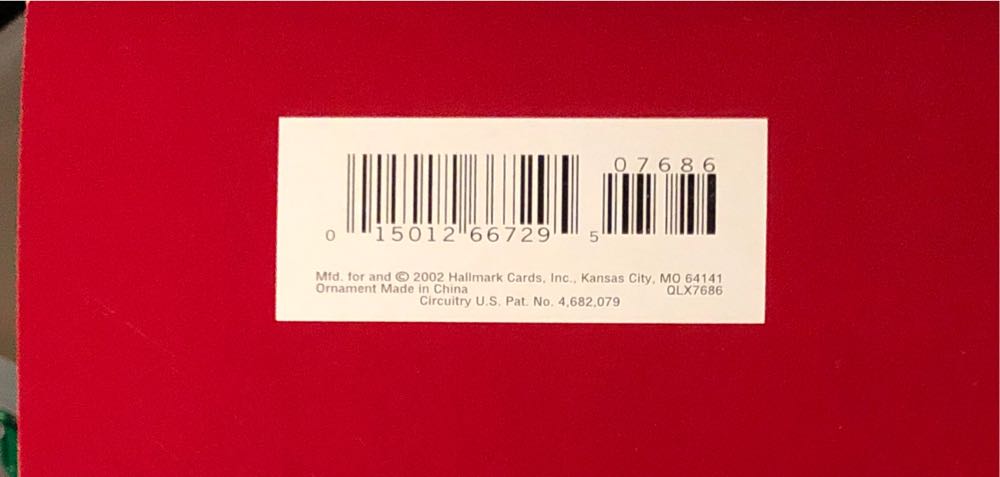 07686
0 15012 66729 5
Mfd. for and © 2002 Hallmark Cards, Inc., Kansas City, MO 64141
Ornament Made in China QLX7686
Circuitry U.S. Pat. No. 4,682,079